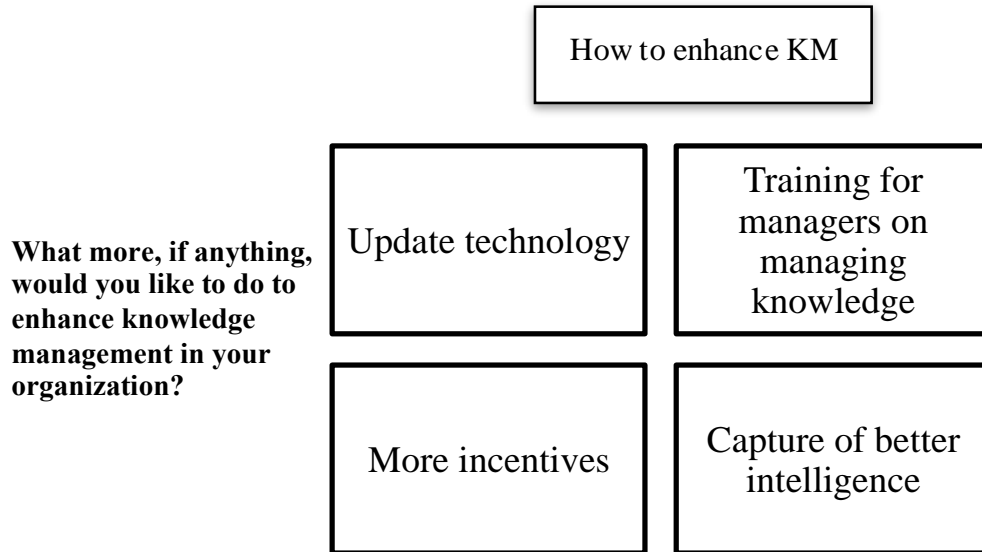 How to enhance KM
What more, if anything,
would you like to do to
enhance knowledge
management in your
organization?
Update technology
Training for
managers on
managing
knowledge
More incentives
Capture of better
intelligence